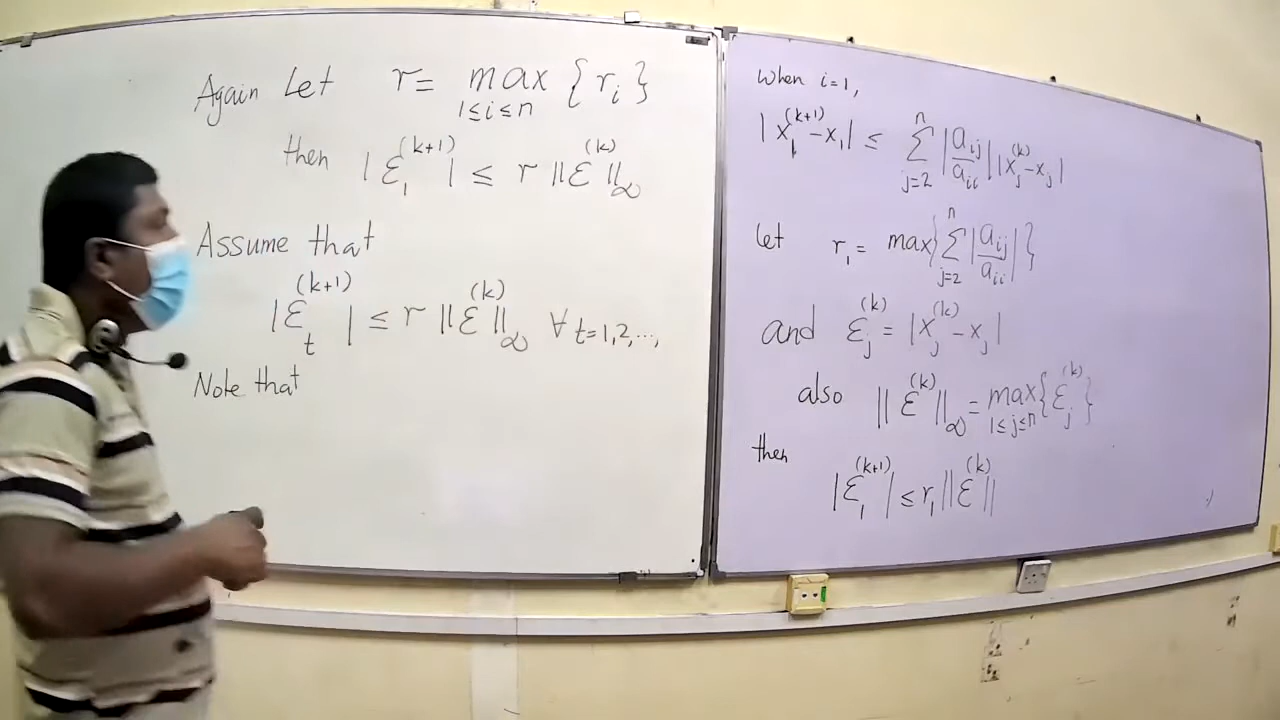 Again Let r = max {r_i}
1≤i≤n
then |ε_1^(k+1)| ≤ r ||ε^(k)||_∞
Assume that
|ε_t^(k+1)| ≤ r ||ε^(k)||_∞ ∀ t=1,2,...,
Note that
when i=1,
|x_1^(k+1) - x_1| ≤ ∑_{j=2}^n |a_ij/a_ii| |x_j^(k) - x_j|
let r_1 = max{∑_{j=2}^n |a_ij/a_ii|}
and ε_j^(k) = |x_j^(k) - x_j|
also ||ε^(k)||_∞ = max_{1≤j≤n} {ε_j^(k)}
then
|ε_1^(k+1)| ≤ r_1 ||ε^(k)||